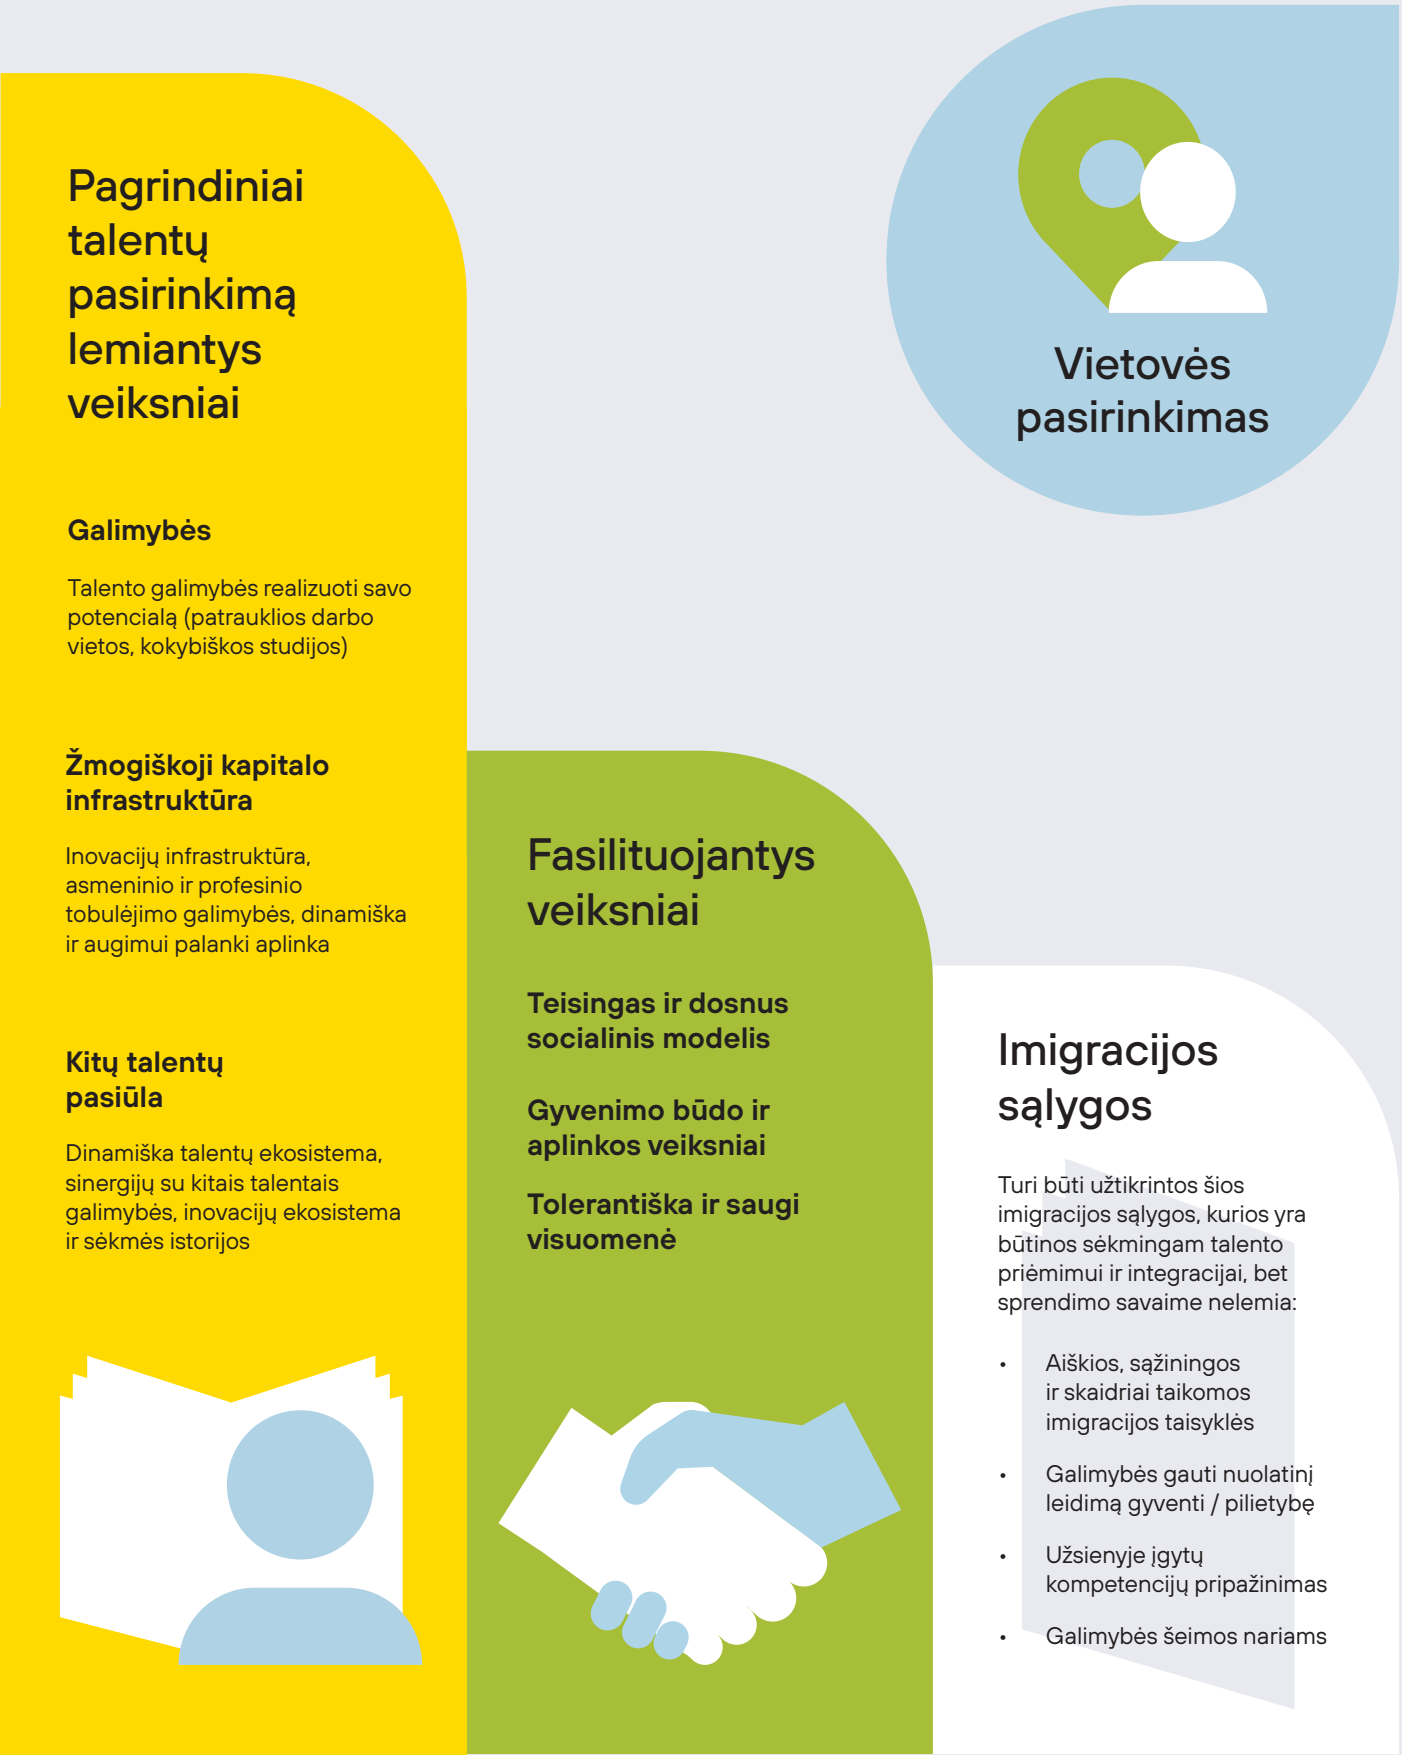 Pagrindiniai
talentų
pasirinkimą
lemiantys
veiksniai
Galimybės
Talento galimybės realizuoti savo
potencialą (patrauklios darbo
vietos, kokybiškos studijos)
Žmogiškoji kapitalo
infrastruktūra
Inovacijų infrastruktūra,
asmeninio ir profesinio
tobulėjimo galimybės, dinamiška
ir augimui palanki aplinka
Kitų talentų
pasiūla
Dinamiška talentų ekosistema,
sinergijų su kitais talentais
galimybės, inovacijų ekosistema
ir sėkmės istorijos
Fasilituojantys
veiksniai
Teisingas ir dosnus
socialinis modelis
Gyvenimo būdo ir
aplinkos veiksniai
Tolerantiška ir saugi
visuomenė
Vietovės
pasirinkimas
Imigracijos
sąlygos
Turi būti užtikrintos šios
imigracijos sąlygos, kurios yra
būtinos sėkmingam talento
priėmimui ir integracijai, bet
sprendimo savaime nelemia:
• Aiškios, sąžiningos
ir skaidriai taikomos
imigracijos taisyklės
• Galimybės gauti nuolatinį
leidimą gyventi / pilietybę
• Užsienyje įgytų
kompetencijų pripažinimas
• Galimybės šeimos nariams